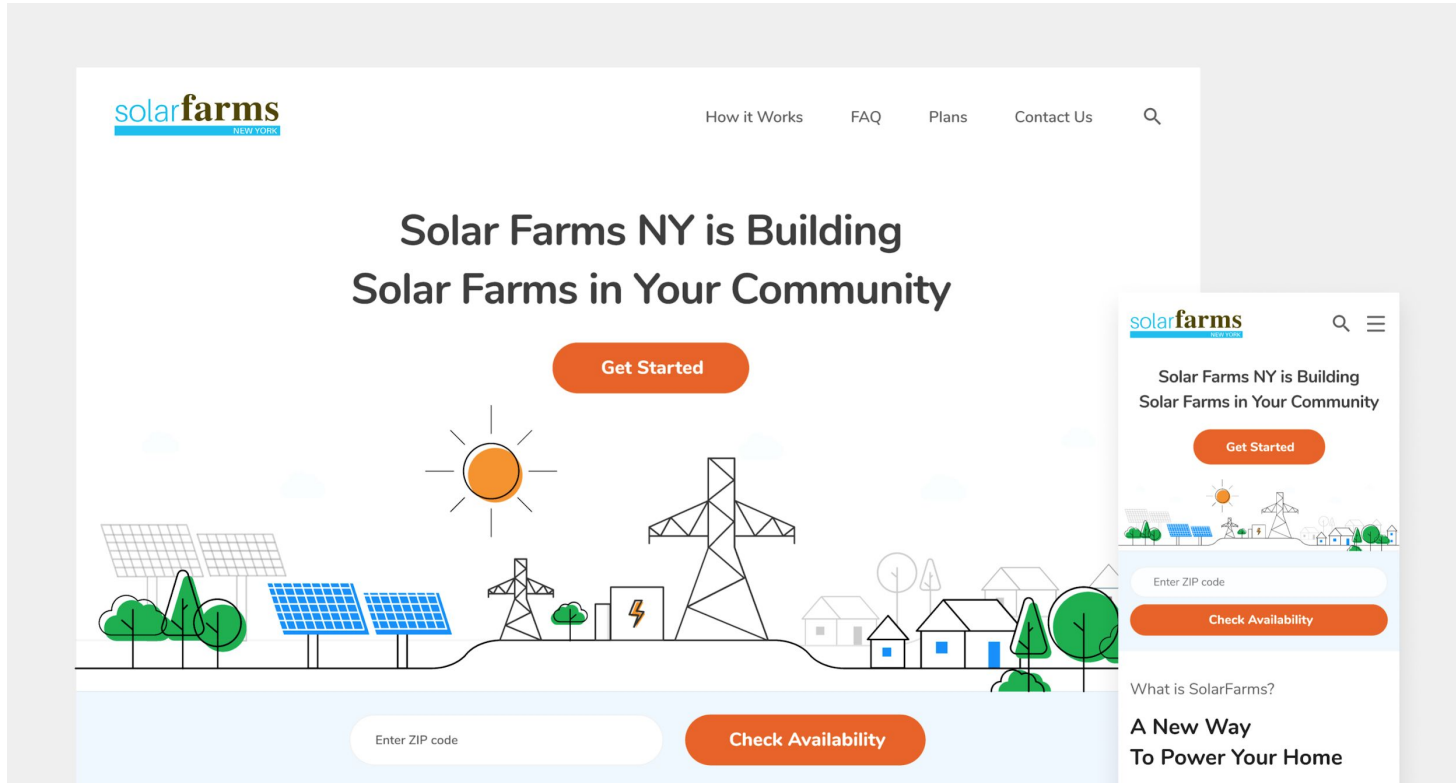 solarfarms
NEW YORK
How it Works FAQ Plans Contact Us
Solar Farms NY is Building
Solar Farms in Your Community
Get Started
Enter ZIP code Check Availability
solarfarms
NEW YORK
Solar Farms NY is Building
Solar Farms in Your Community
Get Started
Enter ZIP code
Check Availability
What is SolarFarms?
A New Way
To Power Your Home